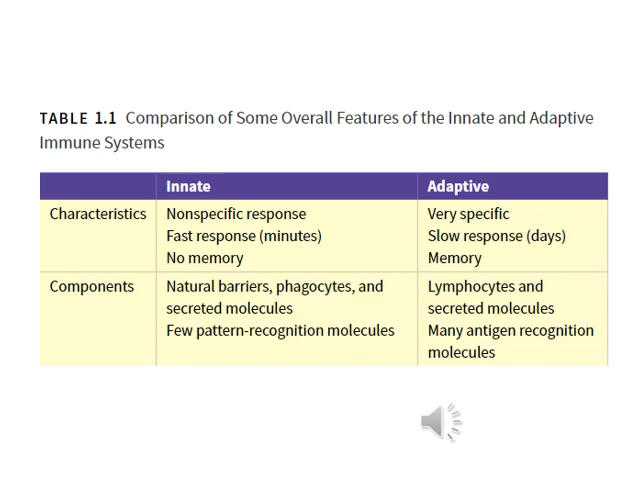 TABLE 1.1 Comparison of Some Overall Features of the Innate and Adaptive
Immune Systems
Innate
Adaptive
Characteristics
Nonspecific response
Fast response (minutes)
No memory
Very specific
Slow response (days)
Memory
Components
Natural barriers, phagocytes, and
secreted molecules
Few pattern-recognition molecules
Lymphocytes and
secreted molecules
Many antigen recognition
molecules